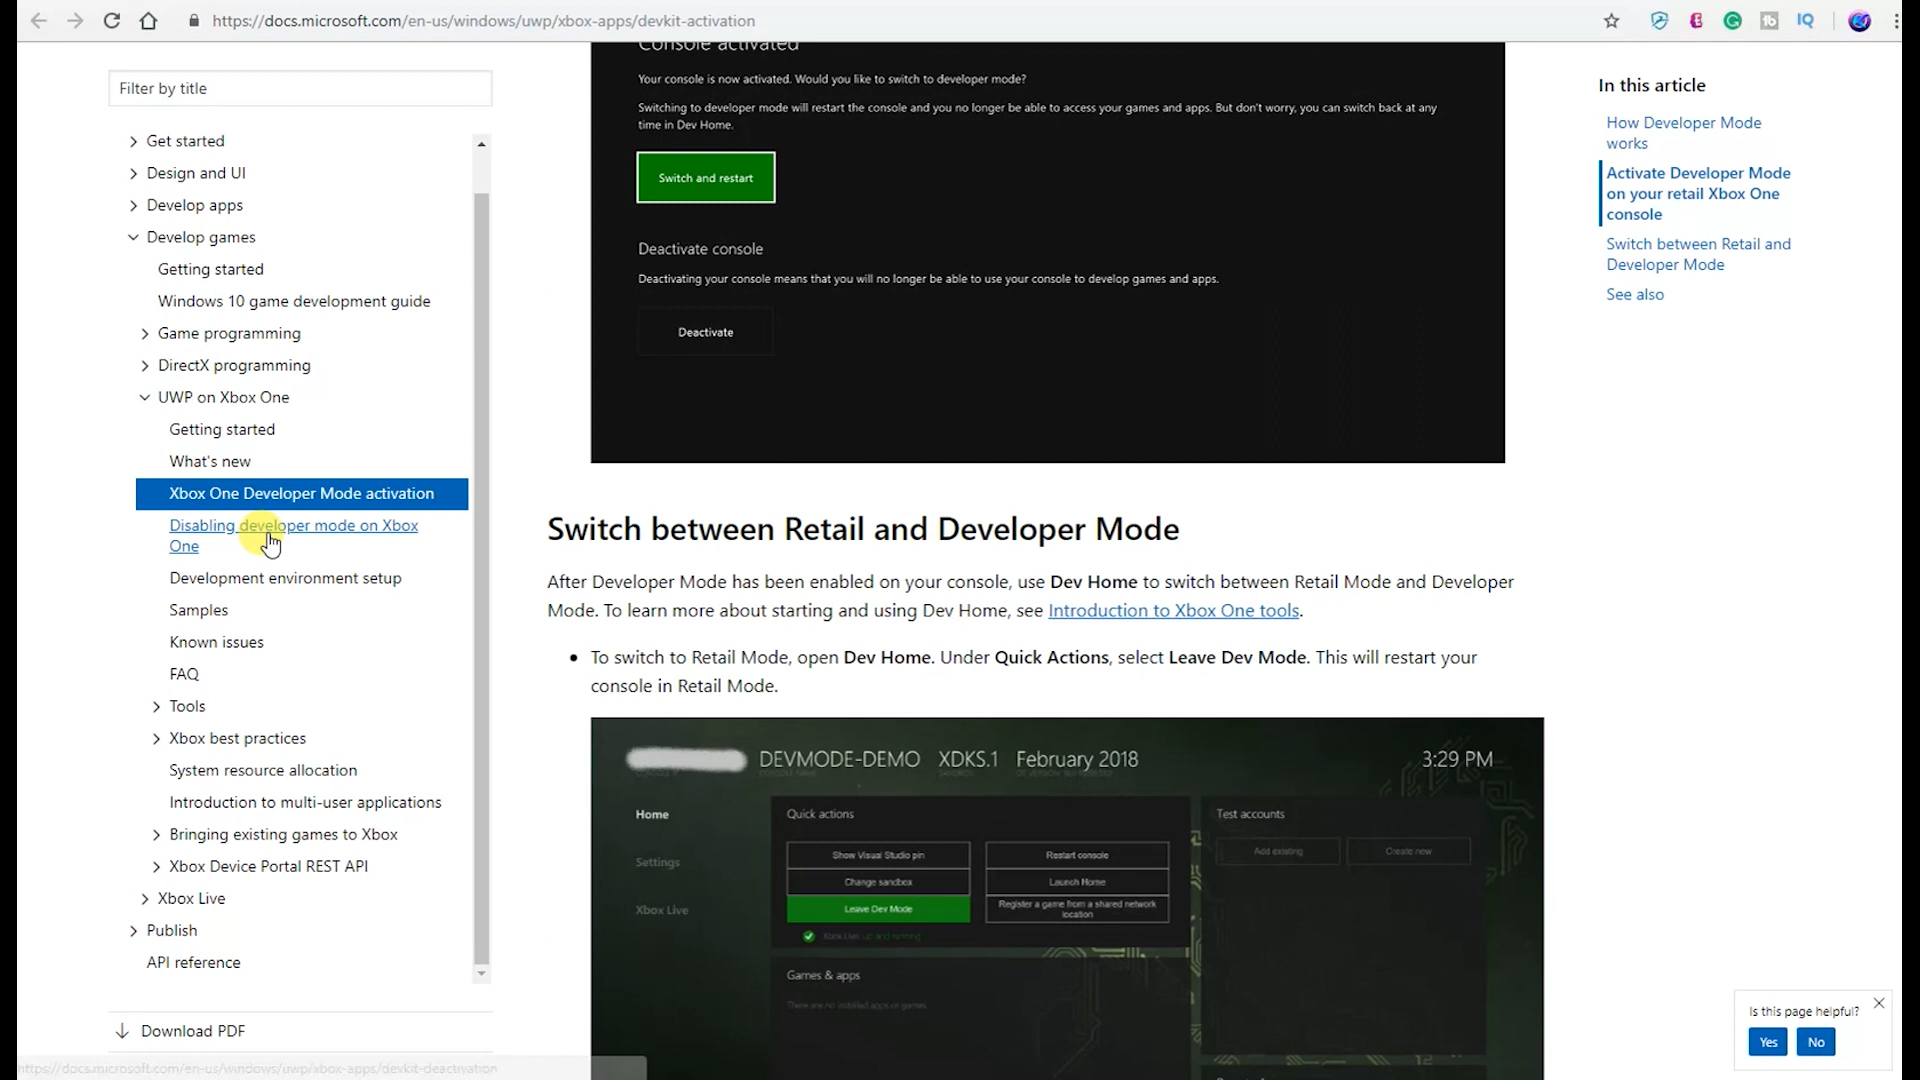 https://docs.microsoft.com/en-us/windows/uwp/xbox-apps/devkit-activation
Filter by title
Get started
Design and UI
Develop apps
Develop games
Getting started
Windows 10 game development guide
Game programming
DirectX programming
UWP on Xbox One
Getting started
What's new
Xbox One Developer Mode activation
Disabling developer mode on Xbox
One
Development environment setup
Samples
Known issues
FAQ
Tools
Xbox best practices
System resource allocation
Introduction to multi-user applications
Bringing existing games to Xbox
Xbox Device Portal REST API
Xbox Live
Publish
API reference
Download PDF
https://docs.microsoft.com/en-us/windows/uwp/xbox-apps/devkit-deactivation
Console activated
Your console is now activated. Would you like to switch to developer mode?
Switching to developer mode will restart the console and you no longer be able to access your games and apps. But don't worry, you can switch back at any
time in Dev Home.
Switch and restart
Deactivate console
Deactivating your console means that you will no longer be able to use your console to develop games and apps.
Deactivate
Switch between Retail and Developer Mode
After Developer Mode has been enabled on your console, use Dev Home to switch between Retail Mode and Developer
Mode. To learn more about starting and using Dev Home, see Introduction to Xbox One tools.
• To switch to Retail Mode, open Dev Home. Under Quick Actions, select Leave Dev Mode. This will restart your
console in Retail Mode.
DEVMODE-DEMO XDKS.1 February 2018 3:29 PM
Home
Settings
Xbox Live
Quick actions
Show Visual Studio pin
Restart console
Change sandbox
Launch Home
Leave Dev Mode
Register a game from a shared network
location
Xbox Live: up and running
Games & apps
There are no installed apps or games
Test accounts
Add existing
Create new
In this article
How Developer Mode
works
Activate Developer Mode
on your retail Xbox One
console
Switch between Retail and
Developer Mode
See also
Is this page helpful?
Yes
No